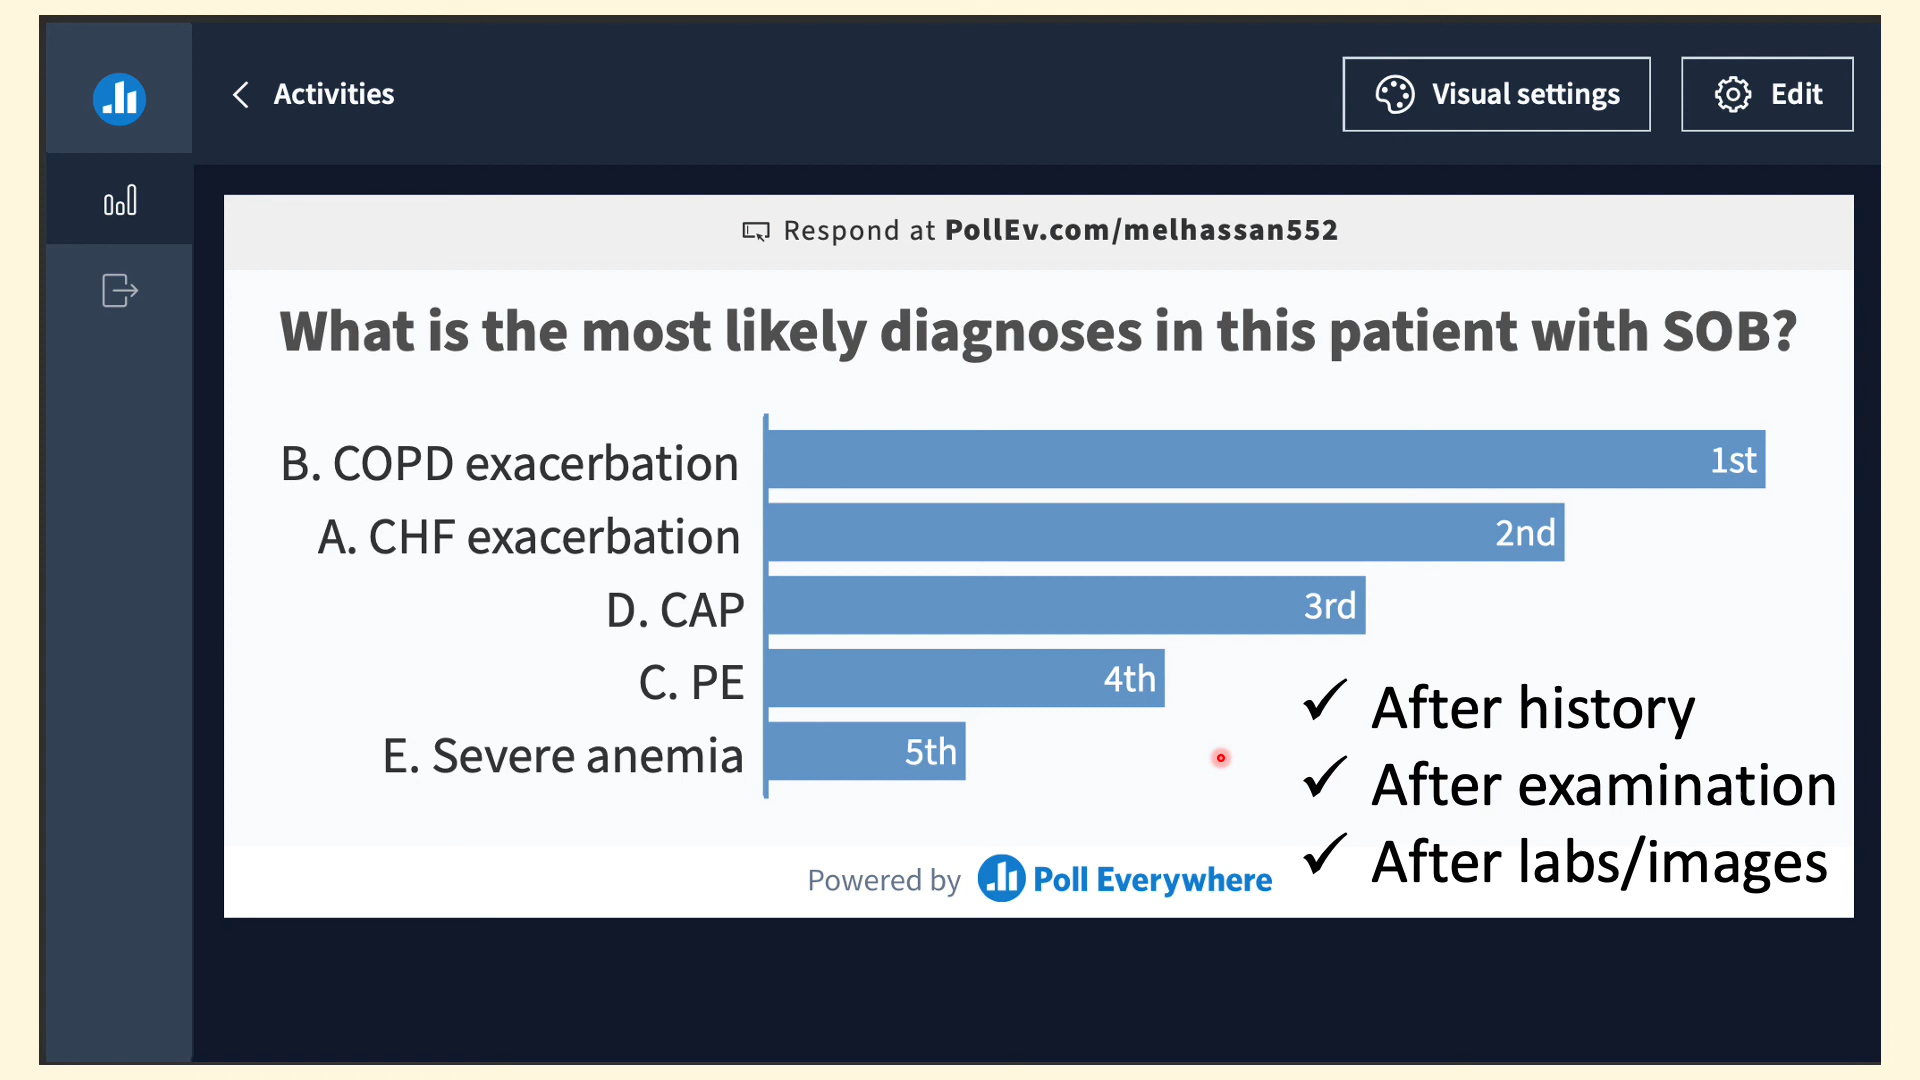 Activities
Visual settings
Edit
Respond at PollEv.com/melhassan552
What is the most likely diagnoses in this patient with SOB?
B. COPD exacerbation 1st
A. CHF exacerbation 2nd
D. CAP 3rd
C. PE 4th
E. Severe anemia 5th
✓ After history
✓ After examination
✓ After labs/images
Powered by Poll Everywhere